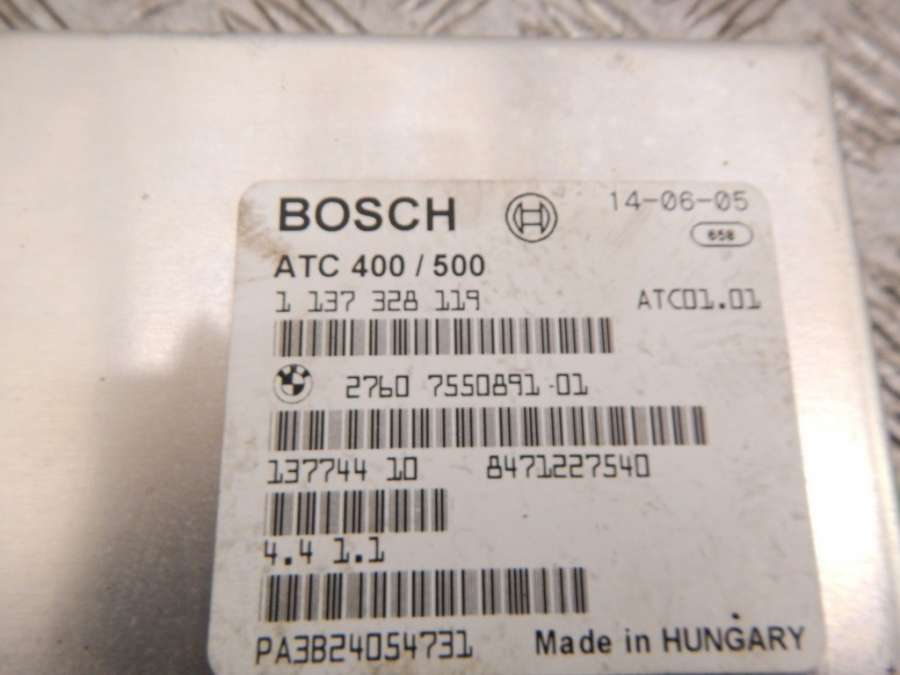 BOSCH 14-06-05
658
ATC 400 / 500
1 137 328 119 ATC01.01
2760 7550891-01
137744 10 8471227540
4.4 1.1
PA3B24054731 Made in HUNGARY